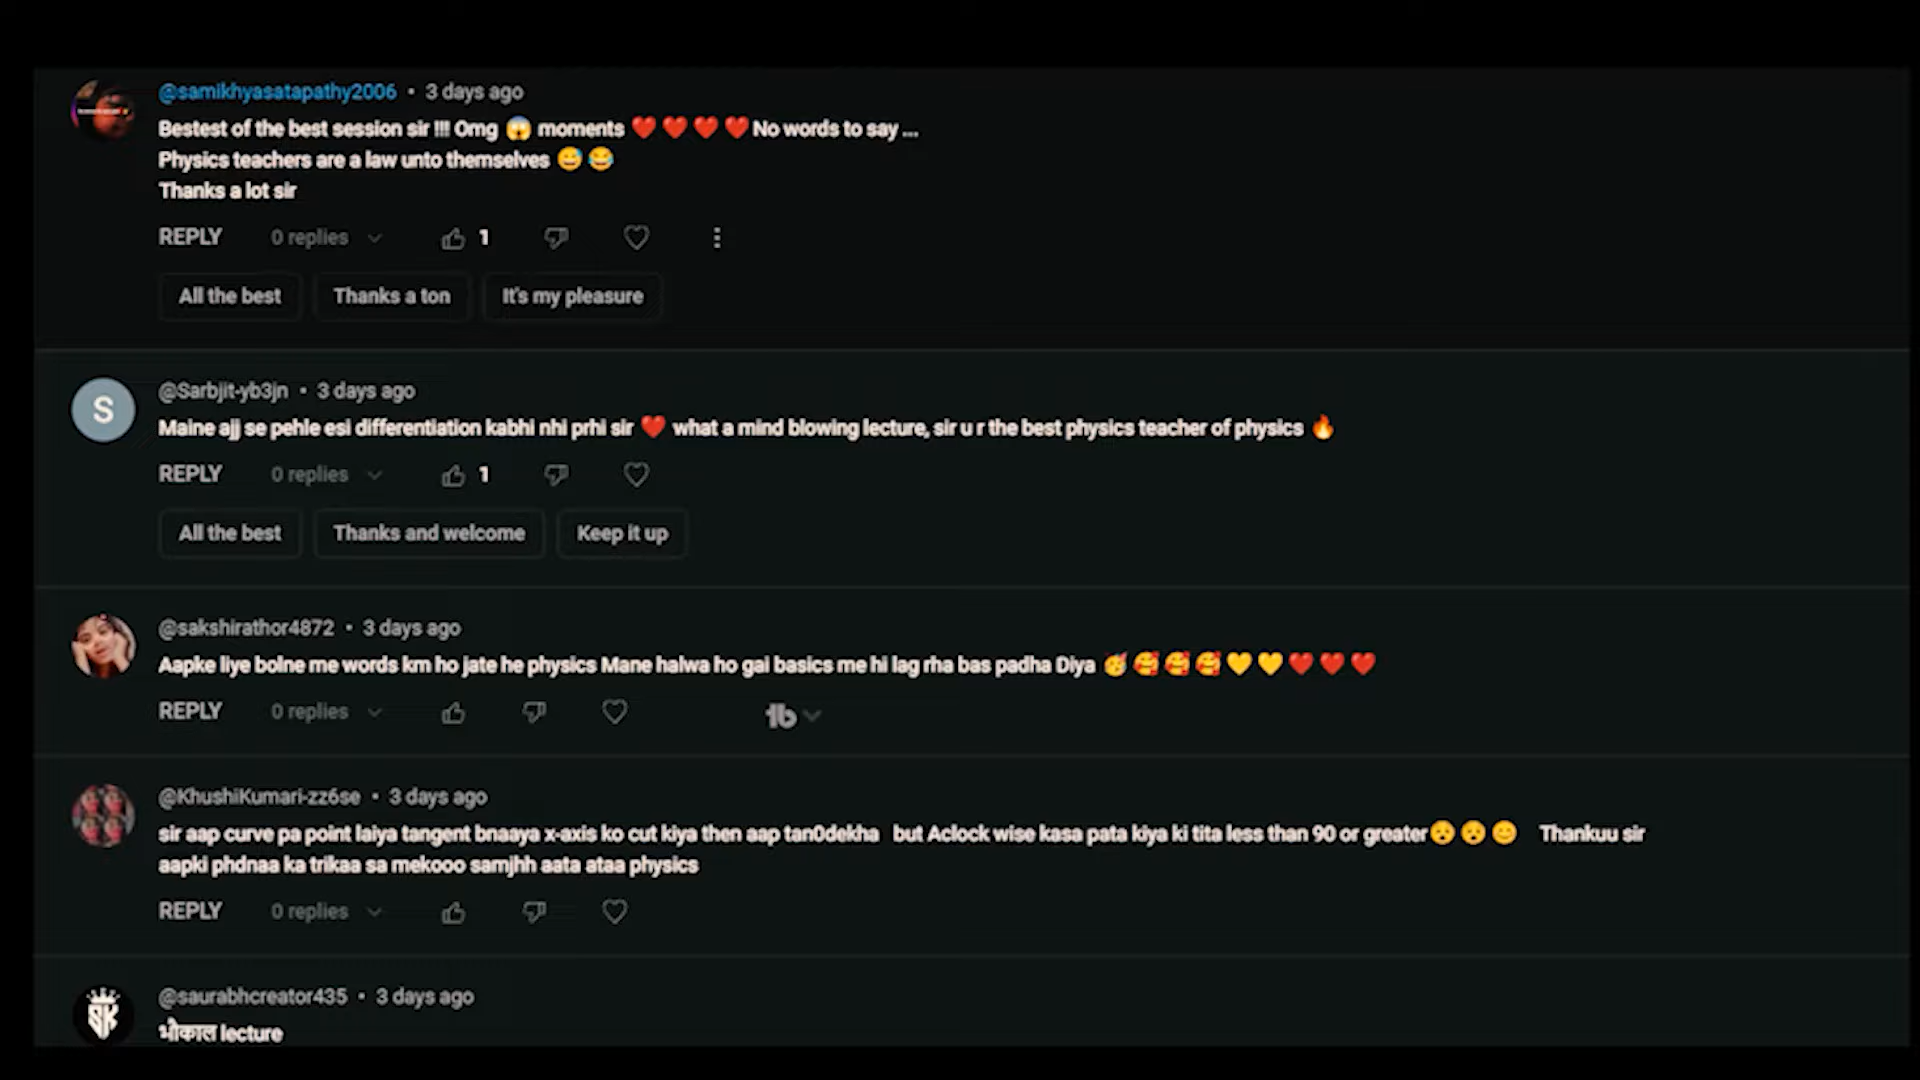 @samikhyasatapathy2006 • 3 days ago
Bestest of the best session sir !!! Omg 😱 moments ❤️ ❤️ ❤️ ❤️ No words to say ...
Physics teachers are a law unto themselves 😅 😂
Thanks a lot sir
REPLY 0 replies 1
All the best Thanks a ton It's my pleasure
S
@Sarbjit-yb3jn • 3 days ago
Maine ajj se pehle esi differentiation kabhi nhi prhi sir ❤️ what a mind blowing lecture, sir u r the best physics teacher of physics 🔥
REPLY 0 replies 1
All the best Thanks and welcome Keep it up
@sakshirathor4872 • 3 days ago
Aapke liye bolne me words km ho jate he physics Mane halwa ho gai basics me hi lag rha bas padha Diya 🥳 🥰 🥰 🥰 💛 💛 ❤️ ❤️ ❤️
REPLY 0 replies tb
@KhushiKumari-zz6se • 3 days ago
sir aap curve pa point laiya tangent bnaaya x-axis ko cut kiya then aap tan0dekha but Aclock wise kasa pata kiya ki tita less than 90 or greater😯 😯 😊 Thankuu sir
aapki phdnaa ka trikaa sa mekooo samjhh aata ataa physics
REPLY 0 replies
SK
@saurabhcreator435 • 3 days ago
भौकाल lecture